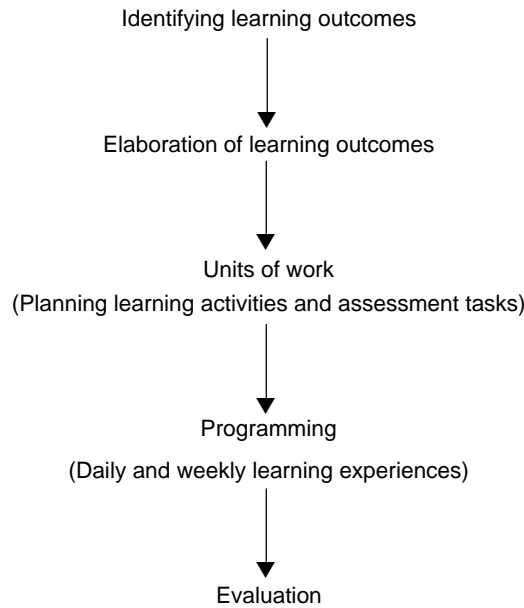 Identifying learning outcomes
Elaboration of learning outcomes
Units of work
(Planning learning activities and assessment tasks)
Programming
(Daily and weekly learning experiences)
Evaluation